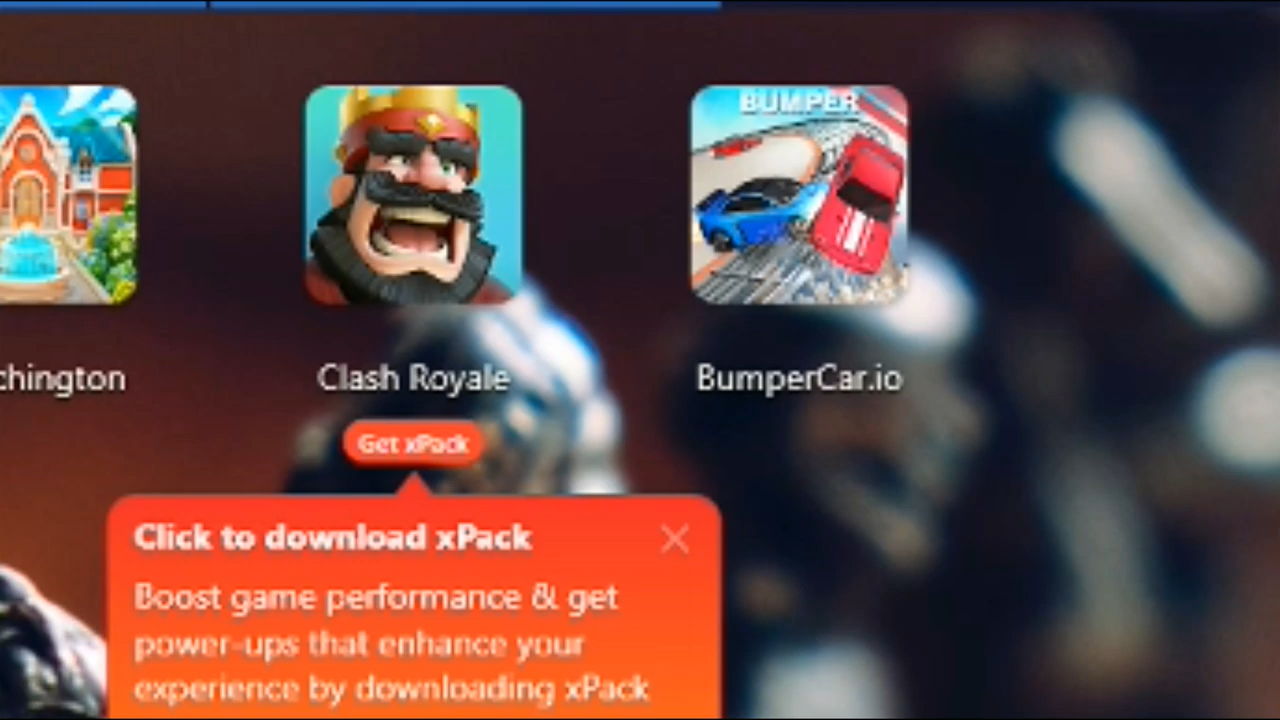 BUMPER
chington
Clash Royale
BumperCar.io
Get xPack
Click to download xPack
Boost game performance & get
power-ups that enhance your
experience by downloading xPack